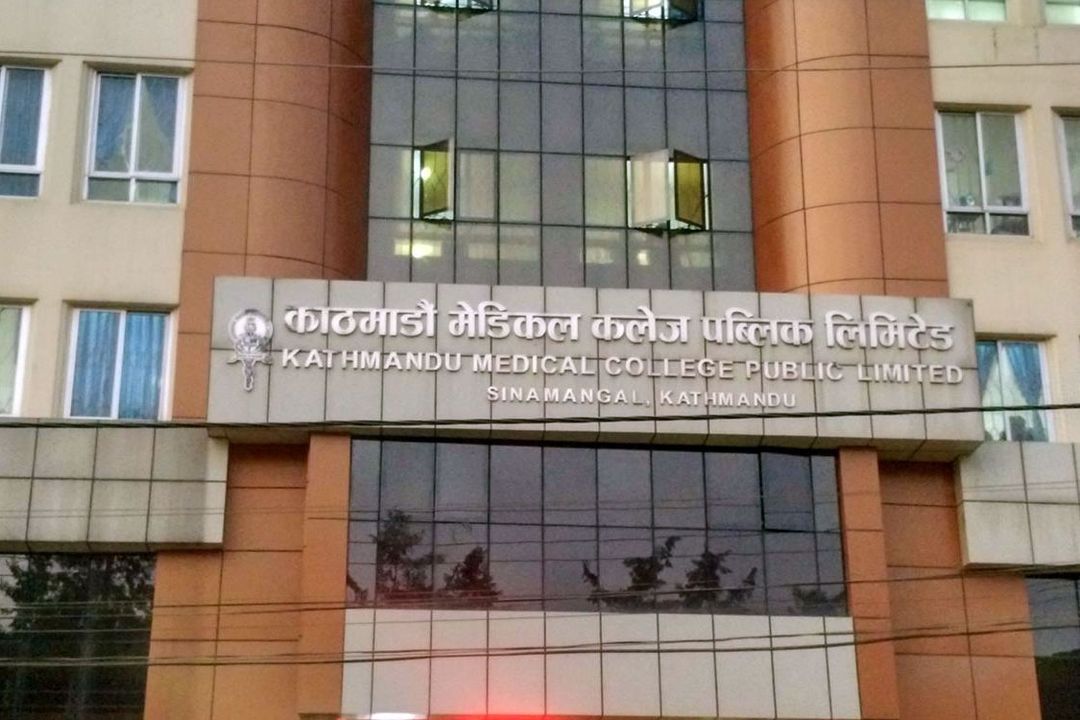 काठमाडौं मेडिकल कलेज पब्लिक लिमिटेड
KATHMANDU MEDICAL COLLEGE PUBLIC LIMITED
SINAMANGAL, KATHMANDU